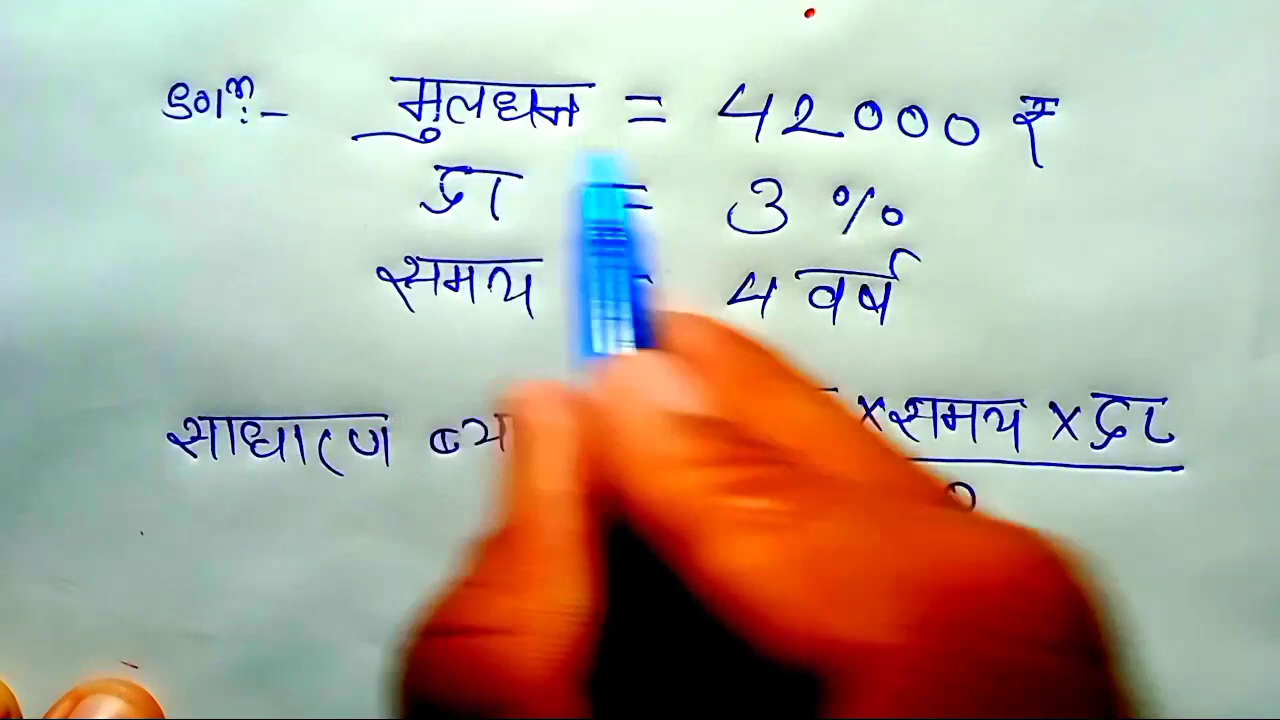 हलः- मुलधन = 42000 ₹
दर = 3 %
समय = 4 वर्ष
साधारण ×समय × दर